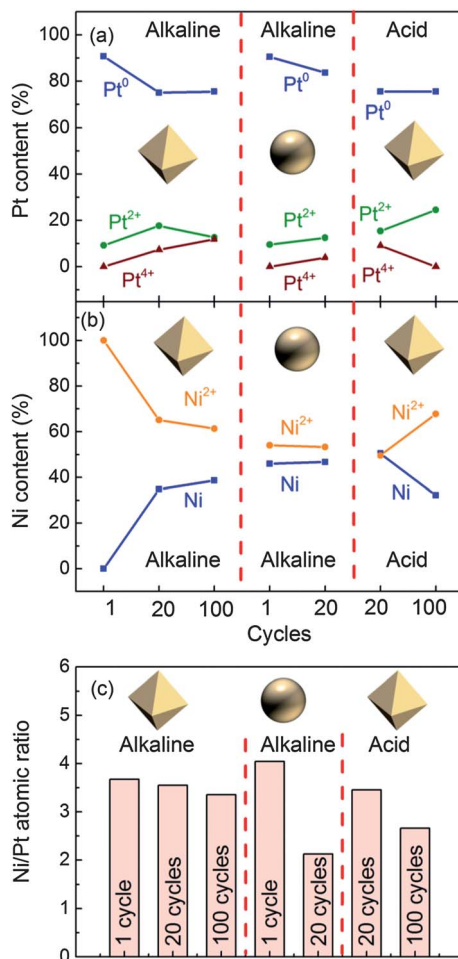 (a) Alkaline Alkaline Acid
Pt content (%)
100
80
60
40
20
0
Pt⁰
Pt²⁺
Pt⁴⁺
Pt⁰
Pt²⁺
Pt⁴⁺
Pt⁰
Pt²⁺
Pt⁴⁺
(b)
Ni content (%)
100
80
60
40
20
0
Ni²⁺
Ni
Ni²⁺
Ni
Ni²⁺
Ni
Alkaline Alkaline Acid
1 20 100 1 20 20 100
Cycles
(c)
Ni/Pt atomic ratio
6
5
4
3
2
1
0
Alkaline Alkaline Acid
1 cycle
20 cycles
100 cycles
1 cycle
20 cycles
20 cycles
100 cycles